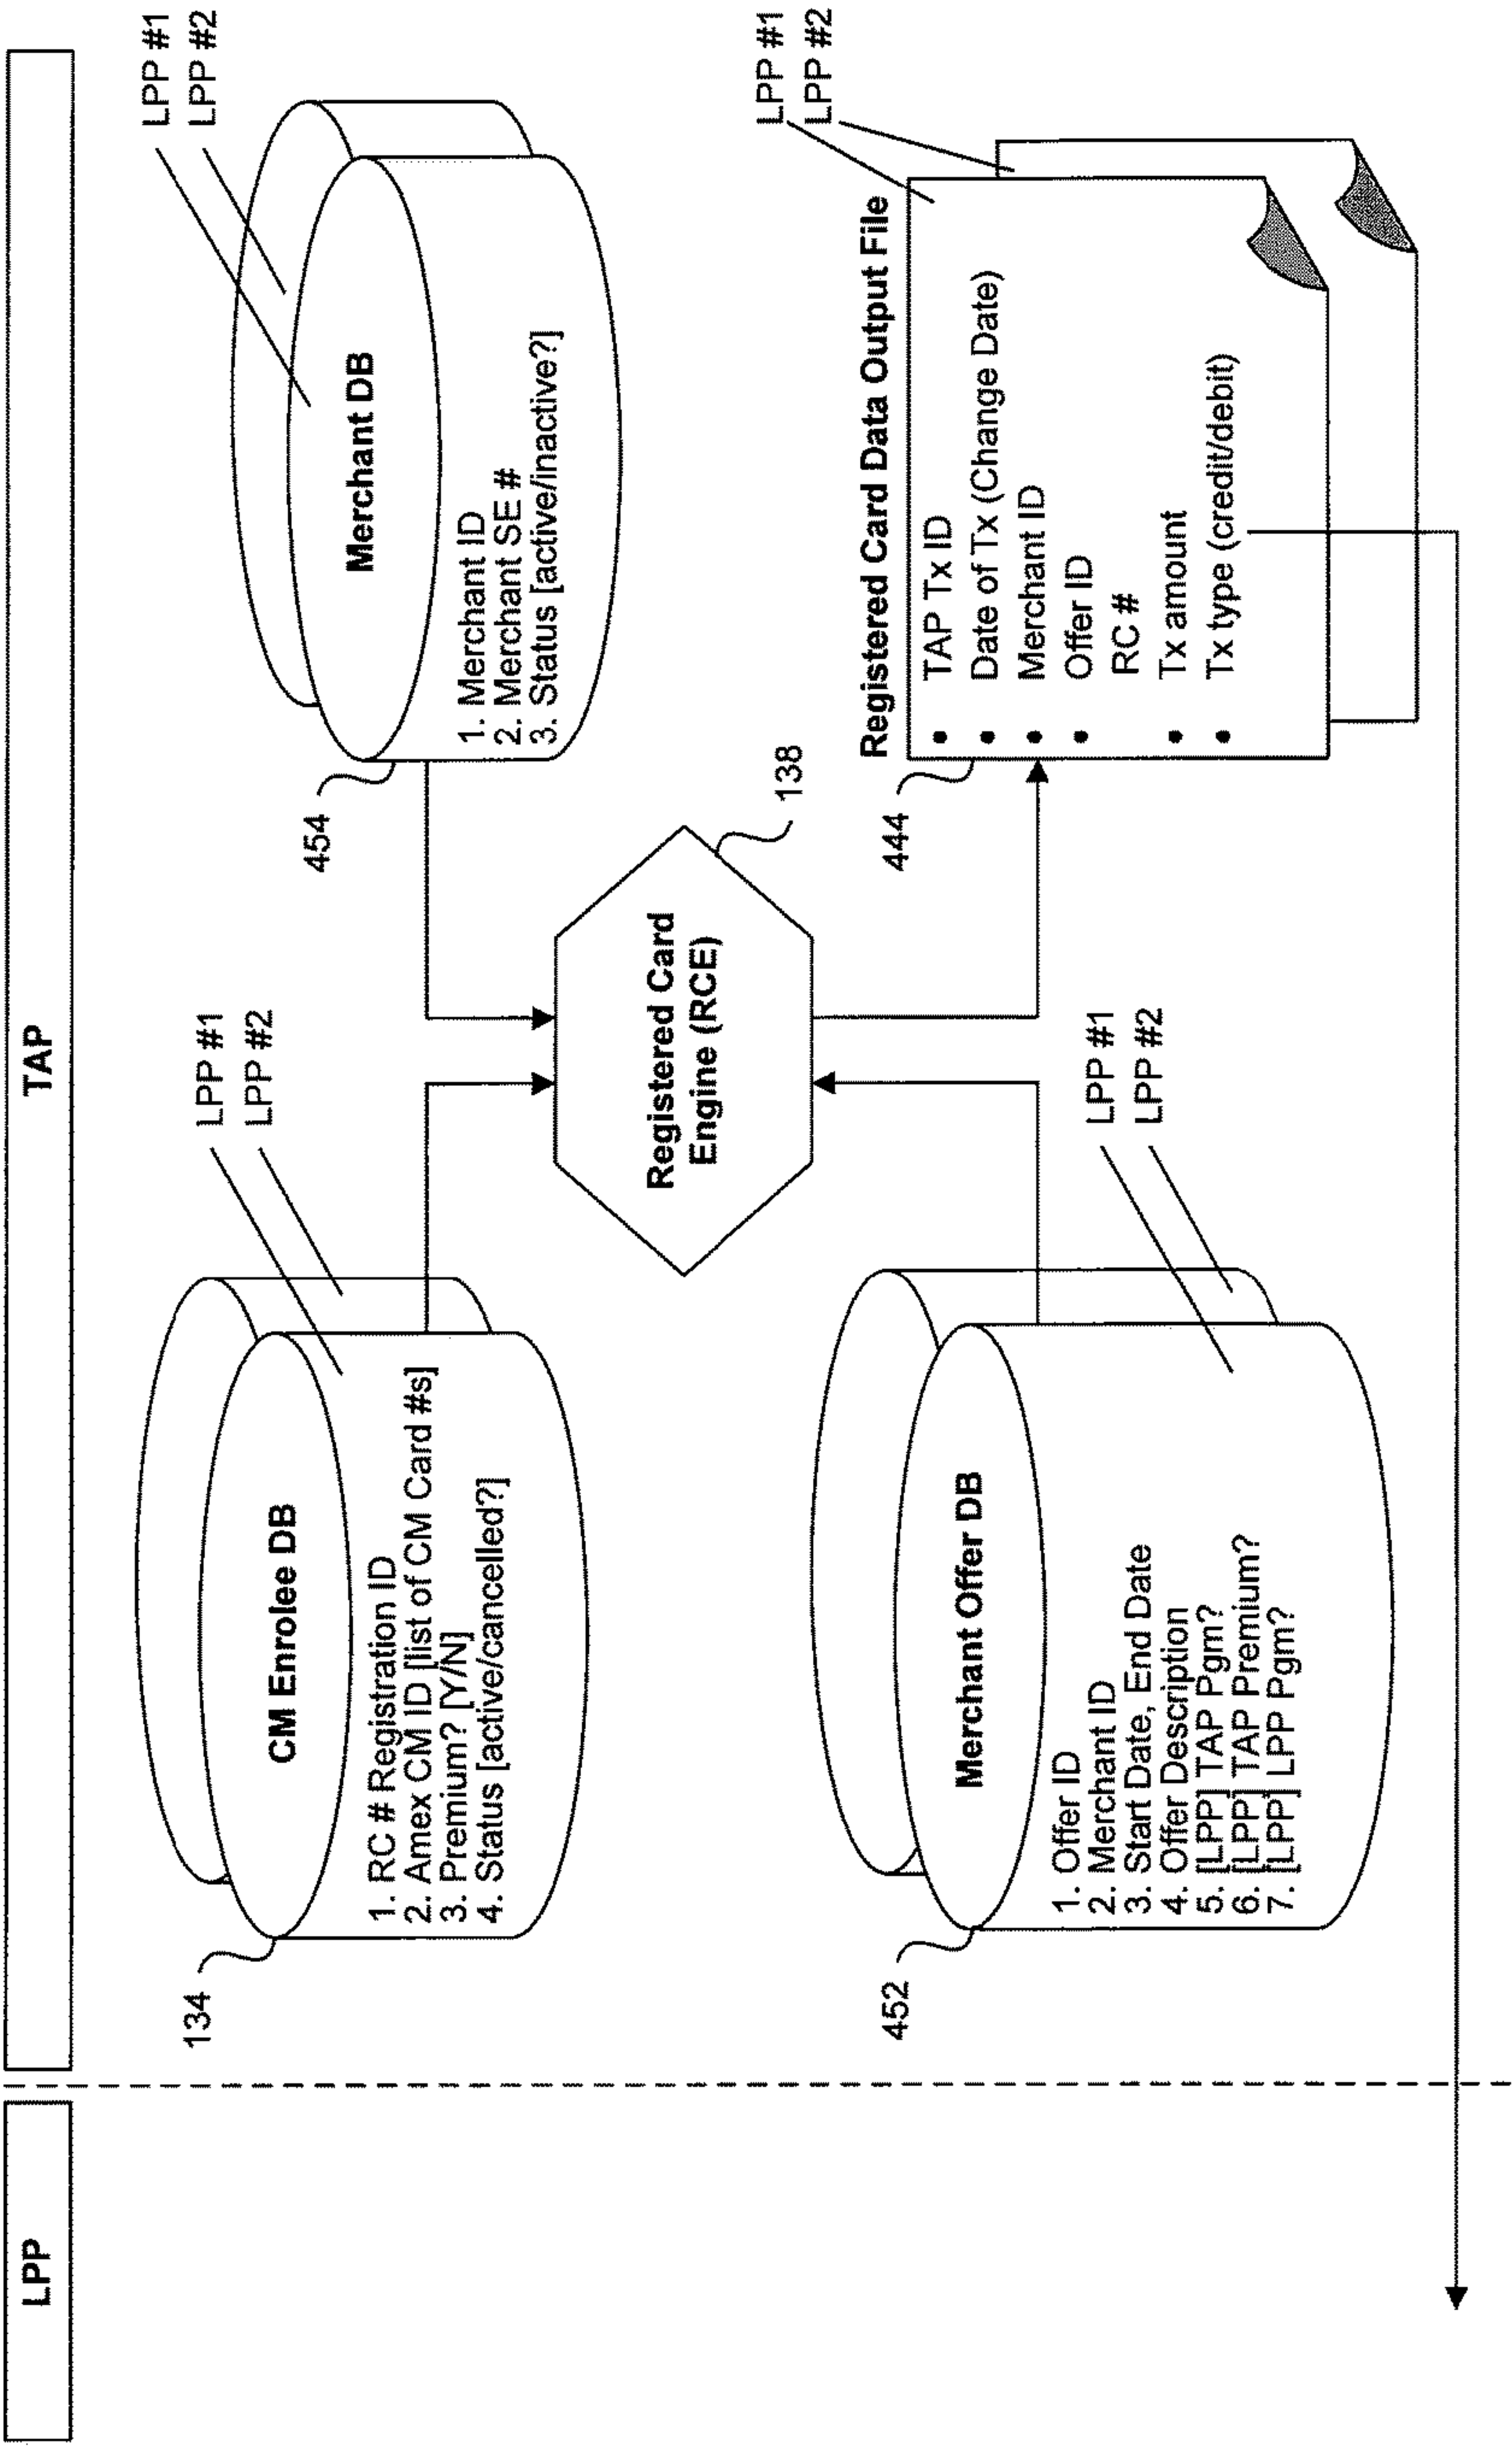 LPP
TAP
134
LPP #1
LPP #2
CM Enrolee DB
1. RC # Registration ID
2. Amex CM ID [list of CM Card #s]
3. Premium? [Y/N]
4. Status [active/cancelled?]
454
LPP #1
LPP #2
Merchant DB
1. Merchant ID
2. Merchant SE #
3. Status [active/inactive?]
Registered Card
Engine (RCE)
138
452
LPP #1
LPP #2
Merchant Offer DB
1. Offer ID
2. Merchant ID
3. Start Date, End Date
4. Offer Description
5. [LPP] TAP Pgm?
6. [LPP] TAP Premium?
7. [LPP] LPP Pgm?
444
LPP #1
LPP #2
Registered Card Data Output File
• TAP Tx ID
• Date of Tx (Change Date)
• Merchant ID
• Offer ID
RC #
• Tx amount
• Tx type (credit/debit)